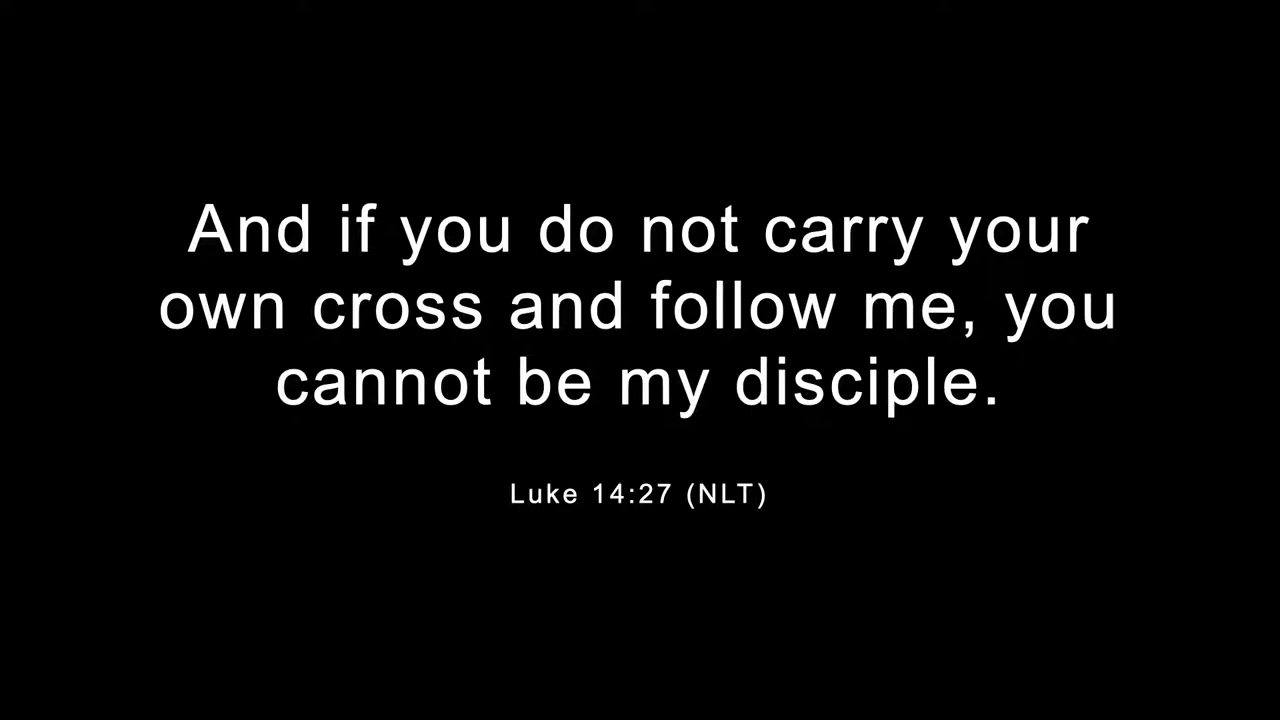 And if you do not carry your
own cross and follow me, you
cannot be my disciple.
Luke 14:27 (NLT)